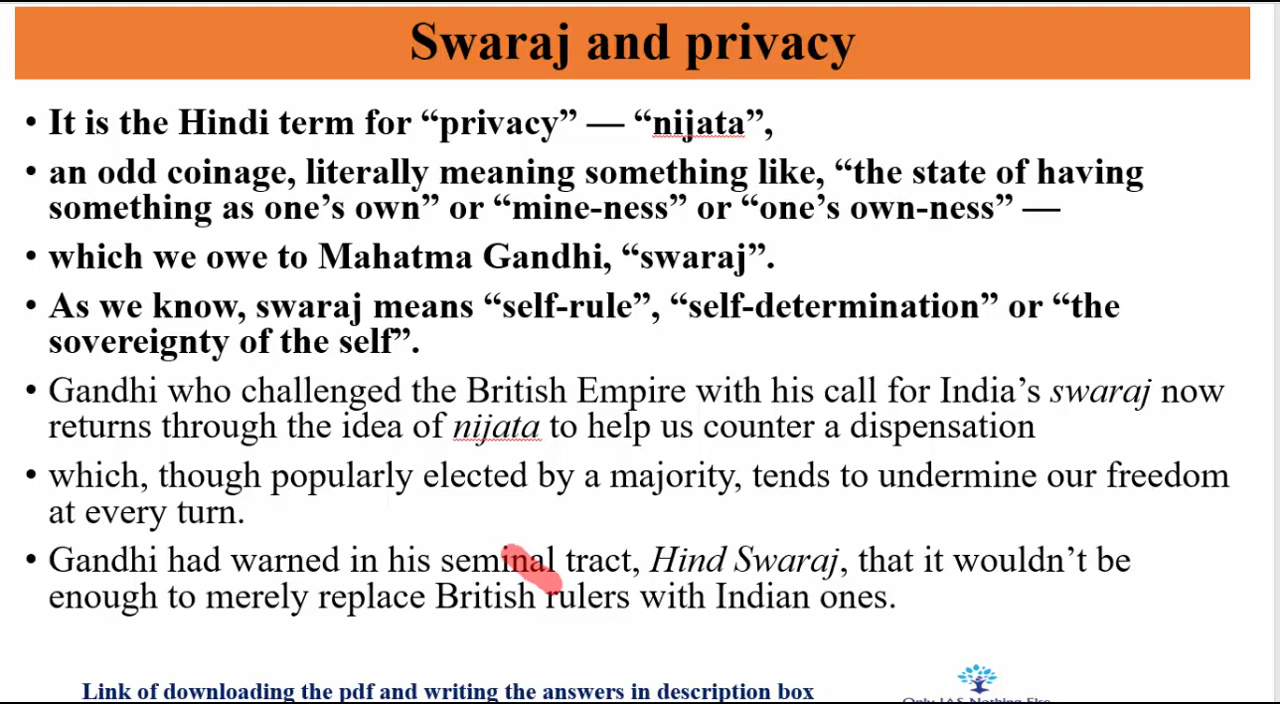 Swaraj and privacy
• It is the Hindi term for “privacy” — “nijata”,
• an odd coinage, literally meaning something like, “the state of having
something as one’s own” or “mine-ness” or “one’s own-ness” —
• which we owe to Mahatma Gandhi, “swaraj”.
• As we know, swaraj means “self-rule”, “self-determination” or “the
sovereignty of the self”.
• Gandhi who challenged the British Empire with his call for India’s swaraj now
returns through the idea of nijata to help us counter a dispensation
• which, though popularly elected by a majority, tends to undermine our freedom
at every turn.
• Gandhi had warned in his seminal tract, Hind Swaraj, that it wouldn’t be
enough to merely replace British rulers with Indian ones.
Link of downloading the pdf and writing the answers in description box
Only IAS Nothing Else